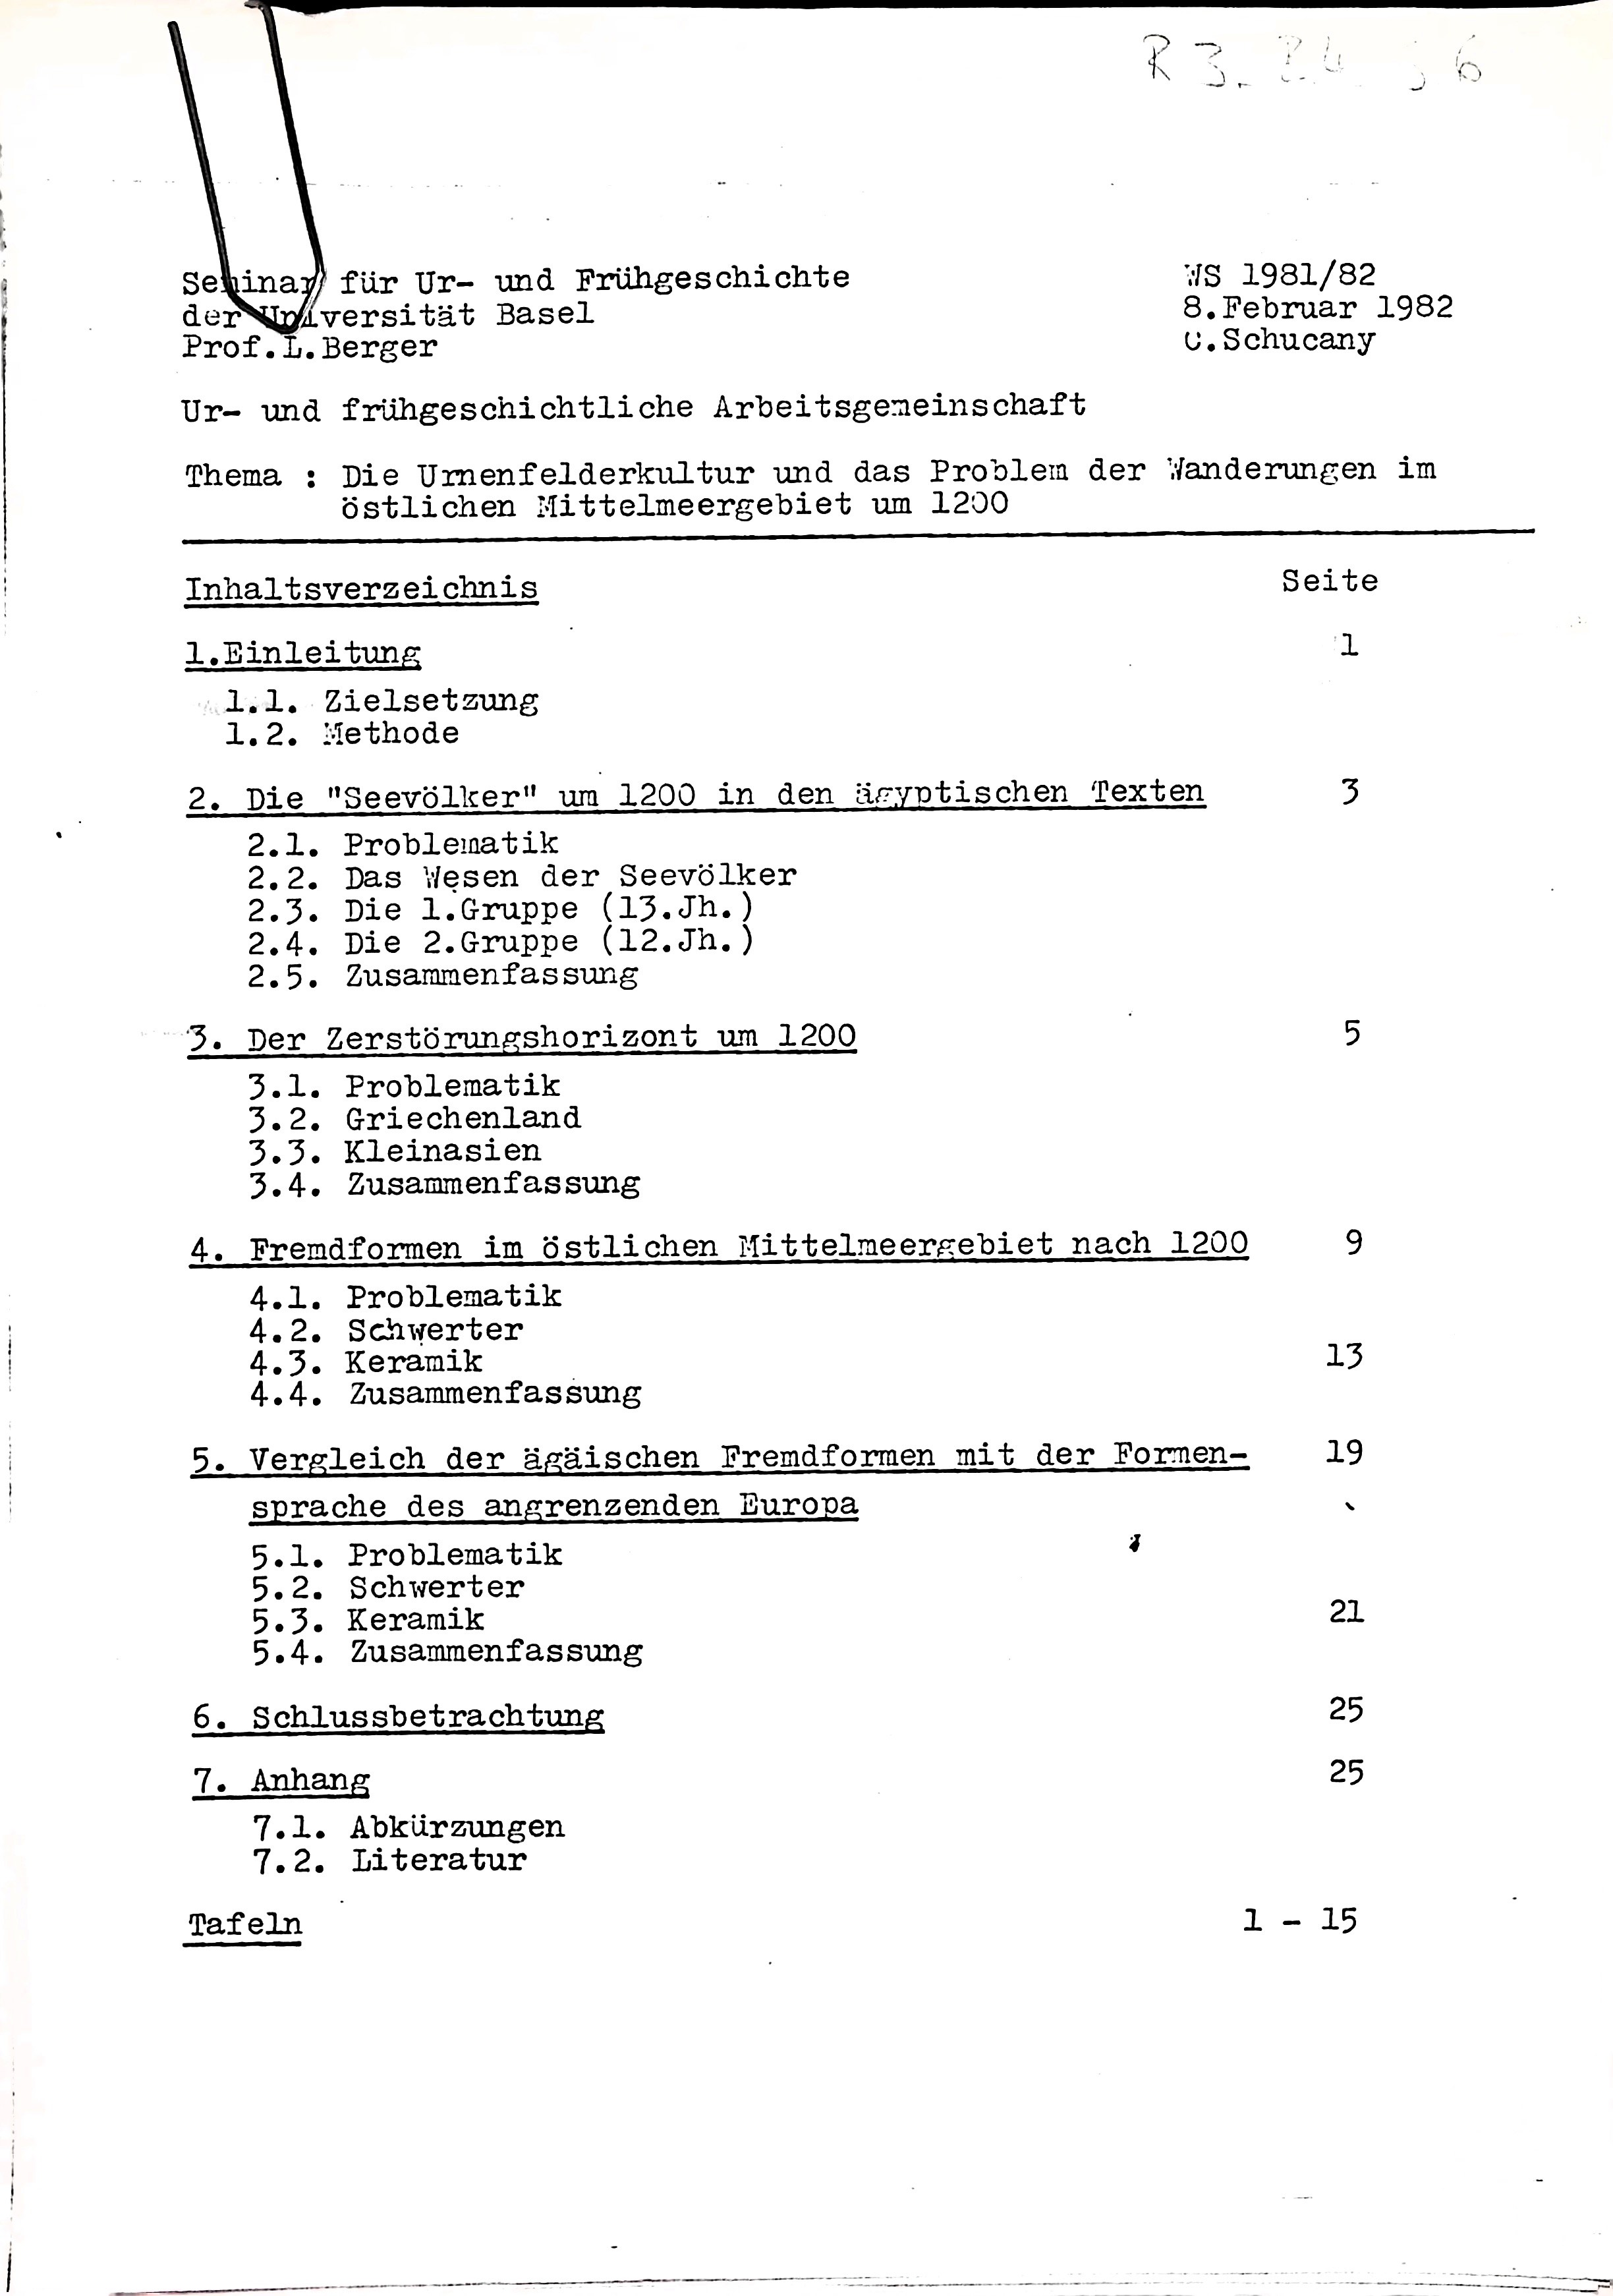 Seminar für Ur- und Frühgeschichte
der Universität Basel
Prof.L.Berger
WS 1981/82
8.Februar 1982
C.Schucany
Ur- und frühgeschichtliche Arbeitsgemeinschaft
Thema : Die Urnenfelderkultur und das Problem der Wanderungen im
östlichen Mittelmeergebiet um 1200
Inhaltsverzeichnis Seite
1.Einleitung 1
1.1. Zielsetzung
1.2. Methode
2. Die "Seevölker" um 1200 in den ägyptischen Texten 3
2.1. Problematik
2.2. Das Wesen der Seevölker
2.3. Die 1.Gruppe (13.Jh.)
2.4. Die 2.Gruppe (12.Jh.)
2.5. Zusammenfassung
3. Der Zerstörungshorizont um 1200 5
3.1. Problematik
3.2. Griechenland
3.3. Kleinasien
3.4. Zusammenfassung
4. Fremdformen im östlichen Mittelmeergebiet nach 1200 9
4.1. Problematik
4.2. Schwerter
4.3. Keramik 13
4.4. Zusammenfassung
5. Vergleich der ägäischen Fremdformen mit der Formen- 19
sprache des angrenzenden Europa
5.1. Problematik
5.2. Schwerter
5.3. Keramik 21
5.4. Zusammenfassung
6. Schlussbetrachtung 25
7. Anhang 25
7.1. Abkürzungen
7.2. Literatur
Tafeln 1 - 15